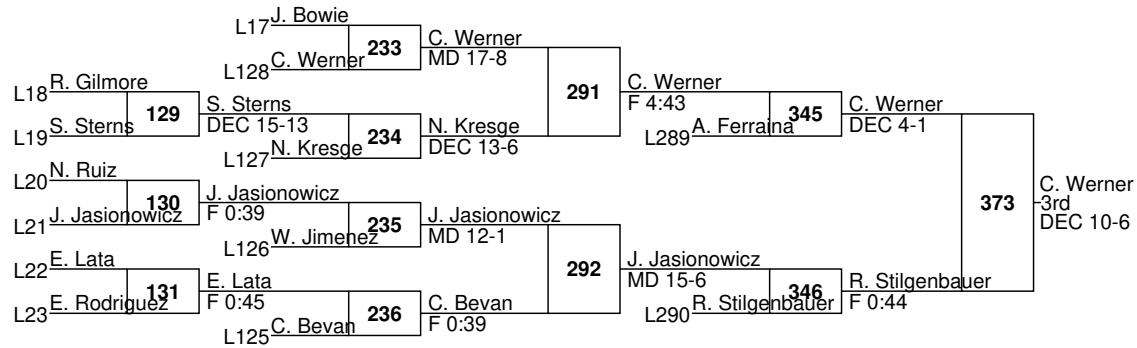 J. Bowie
L17
233
C. Werner
MD 17-8
C. Werner
L128
R. Gilmore
L18
129
S. Sterns
DEC 15-13
S. Sterns
L19
234
N. Kresge
DEC 13-6
N. Kresge
L127
291
C. Werner
F 4:43
345
C. Werner
DEC 4-1
A. Ferraina
L289
N. Ruiz
L20
130
J. Jasionowicz
F 0:39
J. Jasionowicz
L21
235
J. Jasionowicz
MD 12-1
W. Jimenez
L126
E. Lata
L22
131
E. Lata
F 0:45
E. Rodriguez
L23
236
C. Bevan
F 0:39
C. Bevan
L125
292
J. Jasionowicz
MD 15-6
346
R. Stilgenbauer
F 0:44
R. Stilgenbauer
L290
373
C. Werner
3rd
DEC 10-6